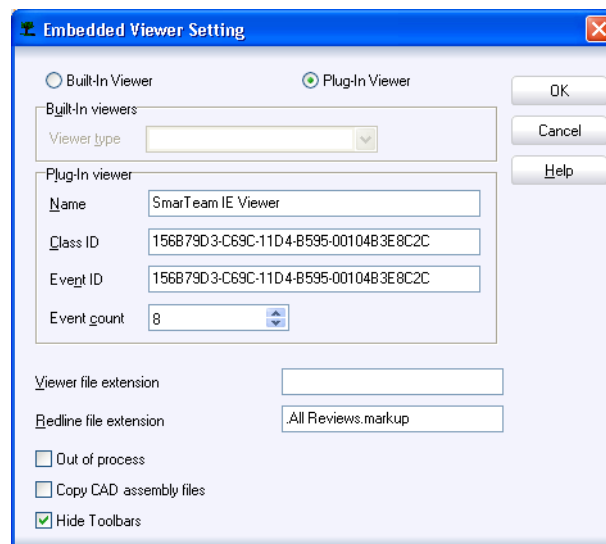 Embedded Viewer Setting
Built-In Viewer
Plug-In Viewer
OK
Built-In viewers
Viewer type
Cancel
Help
Plug-In viewer
Name
SmarTeam IE Viewer
Class ID
156B79D3-C69C-11D4-B595-00104B3E8C2C
Event ID
156B79D3-C69C-11D4-B595-00104B3E8C2C
Event count
8
Viewer file extension
Redline file extension
.All Reviews.markup
Out of process
Copy CAD assembly files
Hide Toolbars